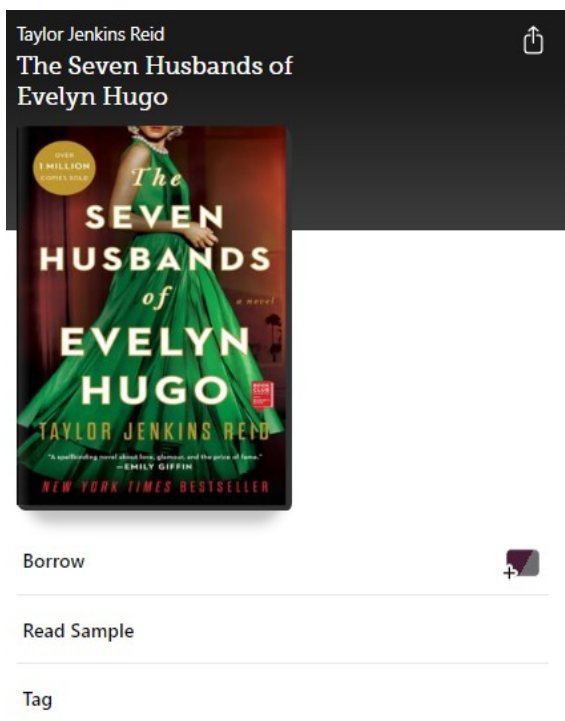 Taylor Jenkins Reid
The Seven Husbands of
Evelyn Hugo
OVER
1 MILLION
COPIES SOLD
The
SEVEN
HUSBANDS
of
a novel
EVELYN
HUGO
BOOK
CLUB
TAYLOR JENKINS REID
"A spellbinding novel about love, glamour, and the price of fame."
—EMILY GIFFIN
NEW YORK TIMES BESTSELLER
Borrow
Read Sample
Tag